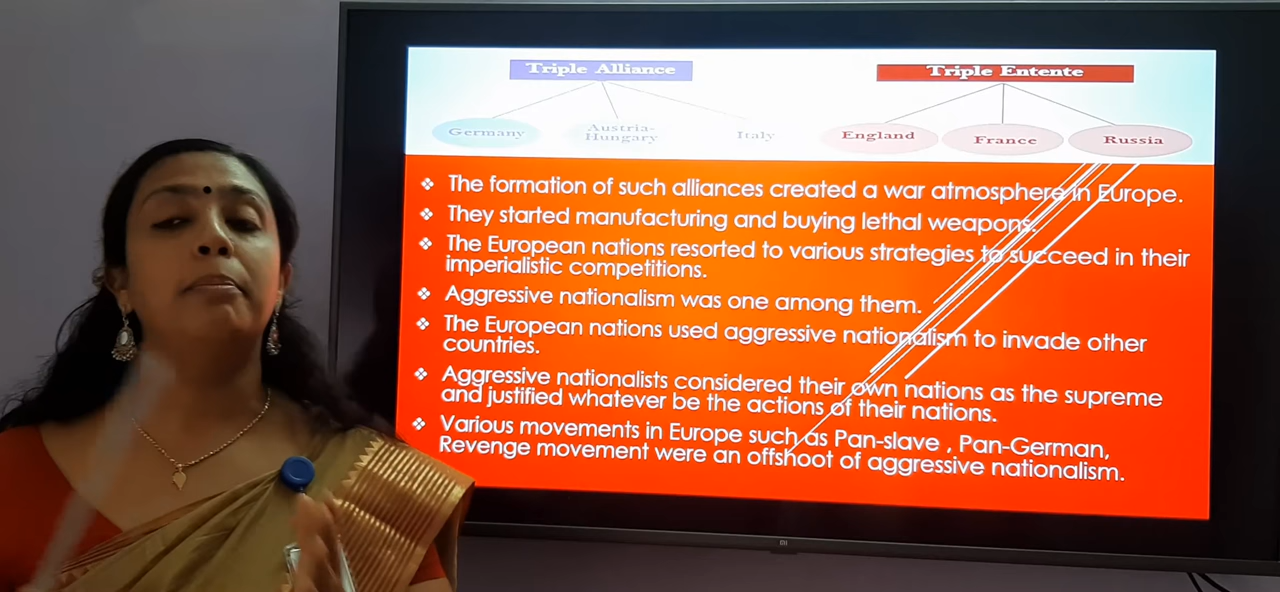 Triple Alliance
Triple Entente
Germany
Austria-
Hungary
Italy
England
France
Russia
The formation of such alliances created a war atmosphere in Europe.
They started manufacturing and buying lethal weapons.
The European nations resorted to various strategies to succeed in their
imperialistic competitions.
Aggressive nationalism was one among them.
The European nations used aggressive nationalism to invade other
countries.
Aggressive nationalists considered their own nations as the supreme
and justified whatever be the actions of their nations.
Various movements in Europe such as Pan-slave , Pan-German,
Revenge movement were an offshoot of aggressive nationalism.
mi